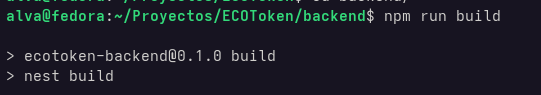 alva@fedora:~/Proyectos/ECOToken/backend$ npm run build
> ecotoken-backend@0.1.0 build
> nest build